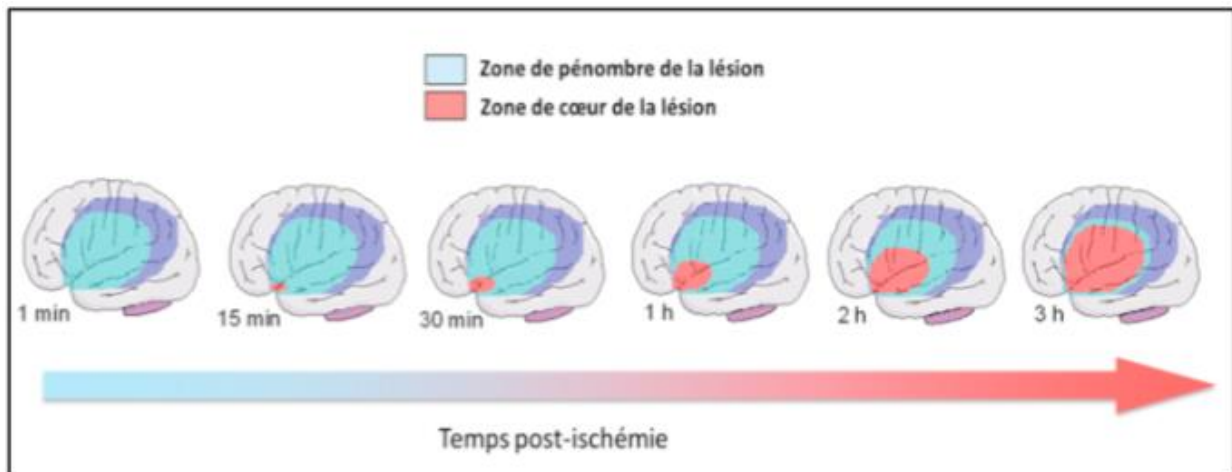 Zone de pénombre de la lésion
Zone de cœur de la lésion
1 min
15 min
30 min
1 h
2 h
3 h
Temps post-ischémie